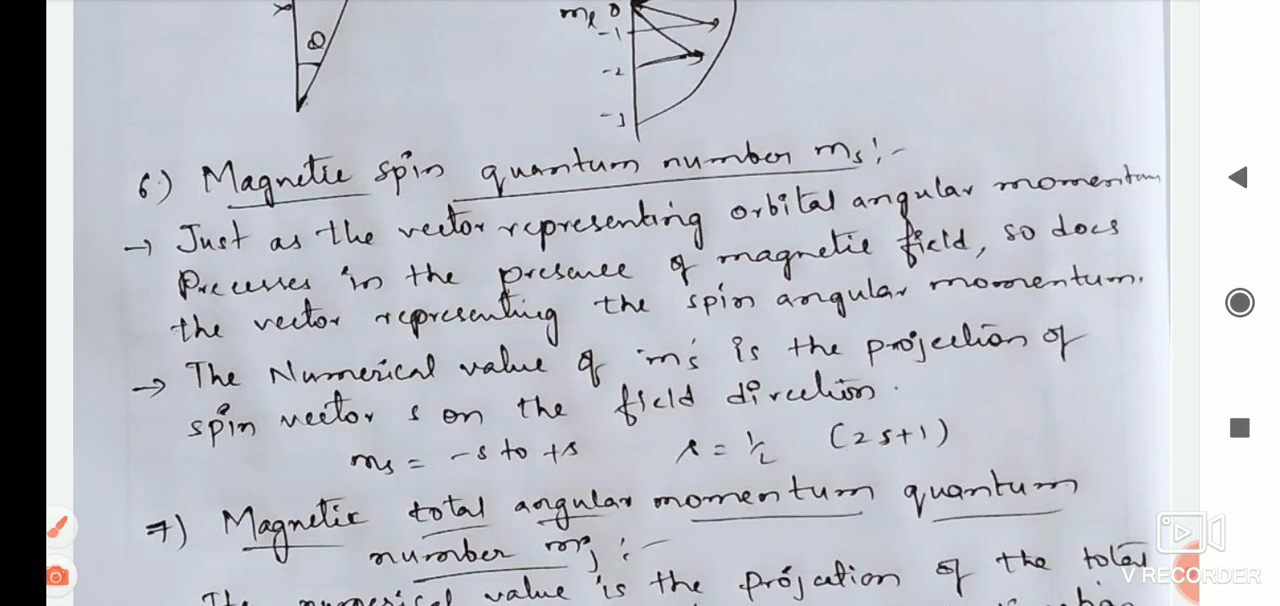 θ
mₗ 0
-1
-2
-3
6.) Magnetic spin quantum number ms:-
→ Just as the vector representing orbital angular momentum
Precesses in the presence of magnetic field, so does
the vector representing the spin angular momentum.
→ The Numerical value of 'ms' is the projection of
spin vector s on the field direction.
ms = -s to +s s = 1/2 (2s+1)
7) Magnetic total angular momentum quantum
number mj :-
The numerical value is the projection of the total
V RECORDER